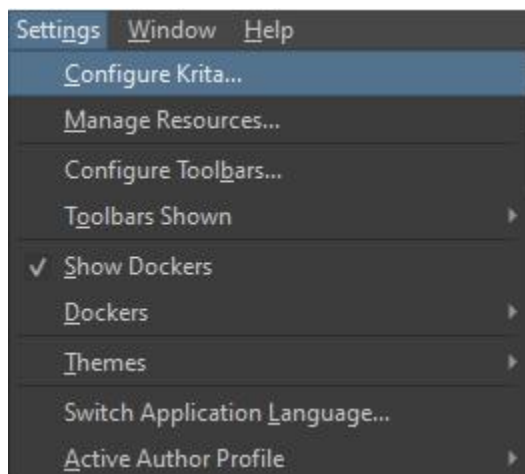 Settings Window Help
Configure Krita...
Manage Resources...
Configure Toolbars...
Toolbars Shown
Show Dockers
Dockers
Themes
Switch Application Language...
Active Author Profile